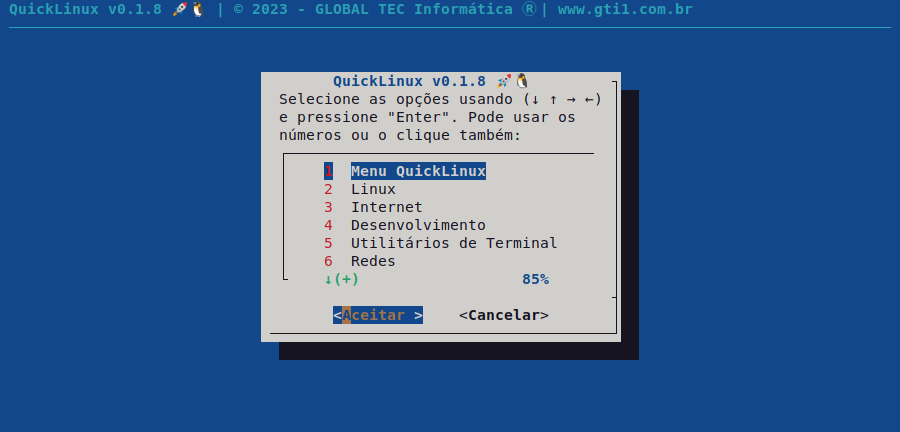 QuickLinux v0.1.8 🚀🐧 | © 2023 - GLOBAL TEC Informática Ⓡ | www.gti1.com.br
QuickLinux v0.1.8 🚀🐧
Selecione as opções usando (↓ ↑ → ←)
e pressione "Enter". Pode usar os
números ou o clique também:
1 Menu QuickLinux
2 Linux
3 Internet
4 Desenvolvimento
5 Utilitários de Terminal
6 Redes
↓(+) 85%
<Aceitar > <Cancelar>